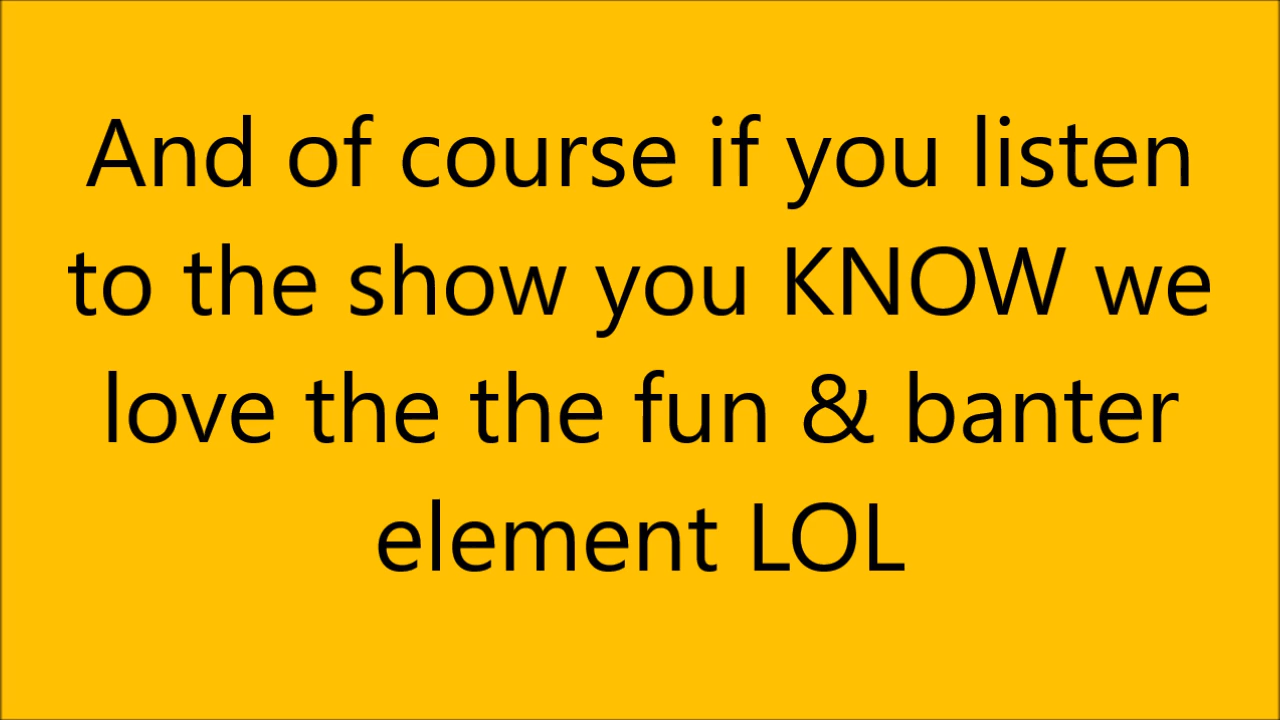 And of course if you listen
to the show you KNOW we
love the the fun & banter
element LOL